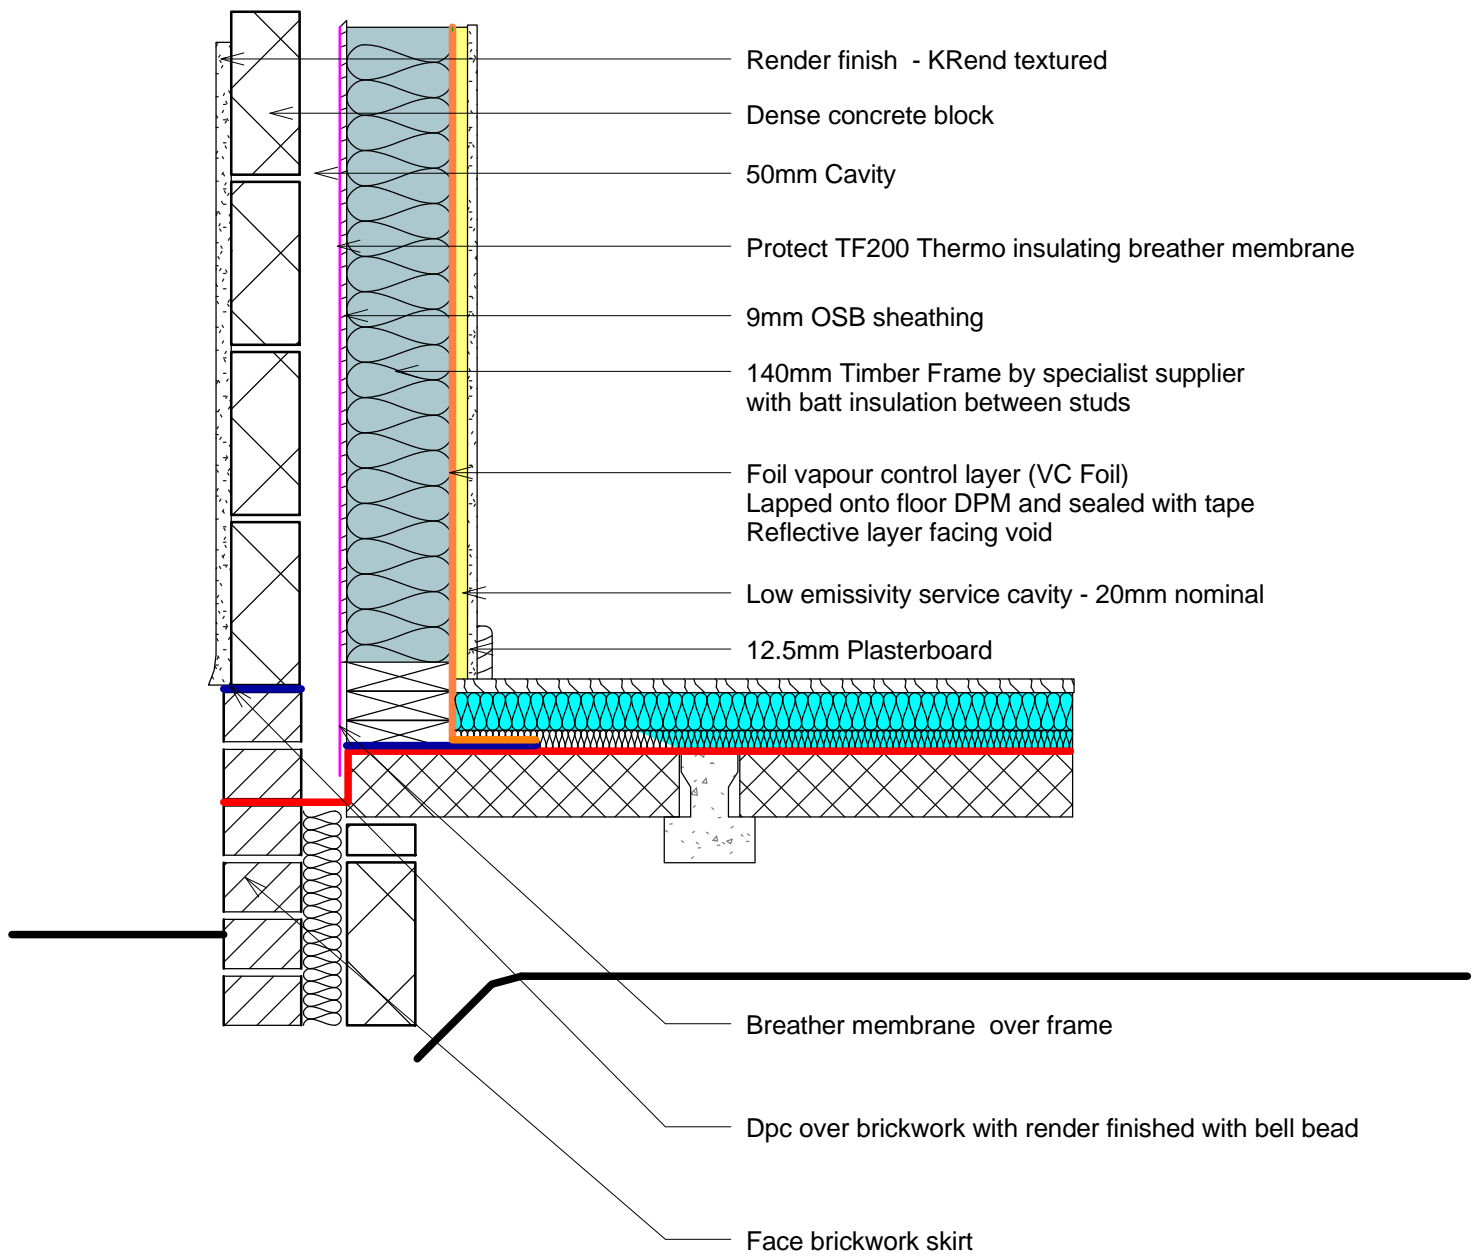 Render finish  - KRend textured
Dense concrete block
50mm Cavity
Protect TF200 Thermo insulating breather membrane
9mm OSB sheathing
140mm Timber Frame by specialist supplier
with batt insulation between studs
Foil vapour control layer (VC Foil)
Lapped onto floor DPM and sealed with tape
Reflective layer facing void
Low emissivity service cavity - 20mm nominal
12.5mm Plasterboard
Breather membrane  over frame
Dpc over brickwork with render finished with bell bead
Face brickwork skirt